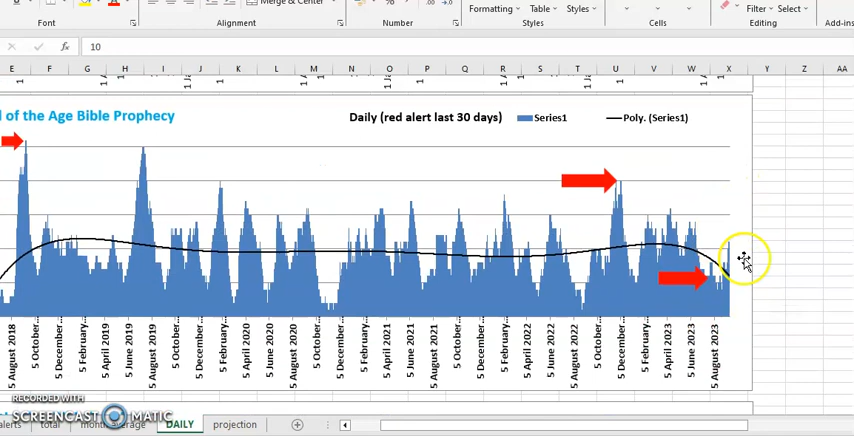 Merge & Center
%
Formatting Table Styles
Filter Select
Font
Alignment
Number
Styles
Cells
Editing
Add-ins
fx 10
E F G H I J K L M N O P Q R S T U V W X Y Z AA
l of the Age Bible Prophecy
Daily (red alert last 30 days)
Series1
Poly. (Series1)
5 August 2018
5 October...
5 December...
5 February...
5 April 2019
5 June 2019
5 August 2019
5 October...
5 December...
5 February...
5 April 2020
5 June 2020
5 August 2020
5 October...
5 December...
5 February...
5 April 2021
5 June 2021
5 August 2021
5 October...
5 December...
5 February...
5 April 2022
5 June 2022
5 August 2022
5 October...
5 December...
5 February...
5 April 2023
5 June 2023
5 August 2023
RECORDED WITH
SCREENCAST MATIC
alerts total month average DAILY projection